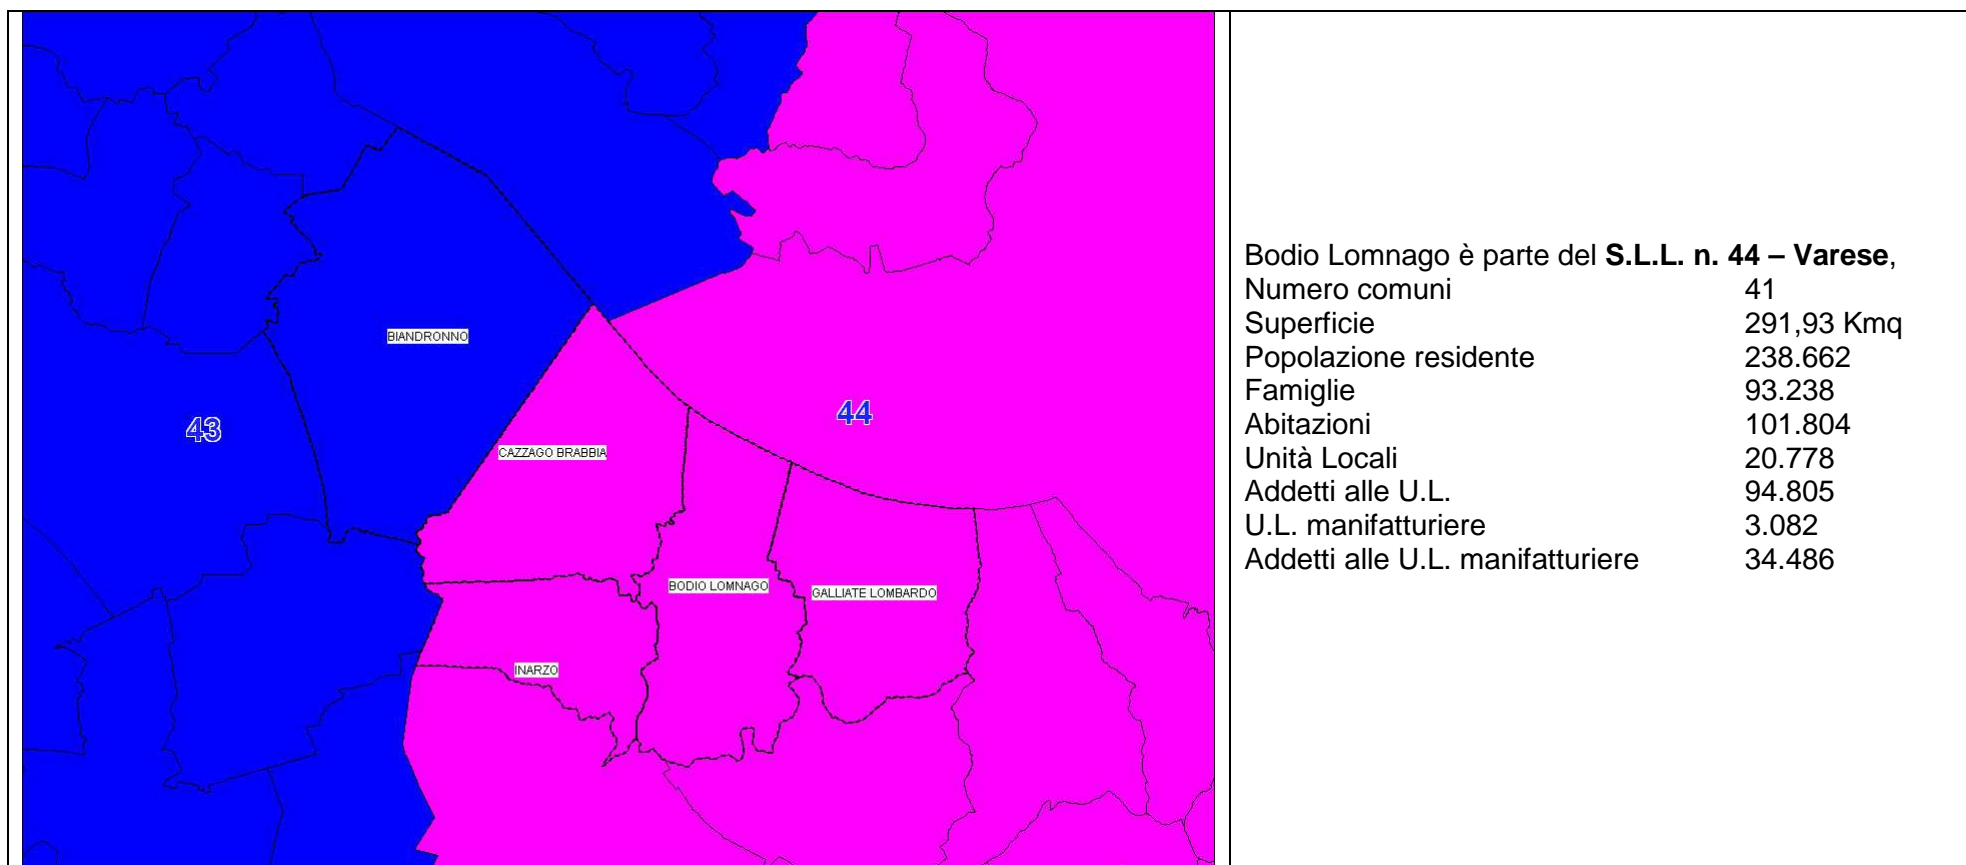 BIANDRONNO
43
44
CAZZAGO BRABBIA
BODIO LOMNAGO
GALLIATE LOMBARDO
INARZO
Bodio Lomnago è parte del S.L.L. n. 44 – Varese,
Numero comuni 41
Superficie 291,93 Kmq
Popolazione residente 238.662
Famiglie 93.238
Abitazioni 101.804
Unità Locali 20.778
Addetti alle U.L. 94.805
U.L. manifatturiere 3.082
Addetti alle U.L. manifatturiere 34.486